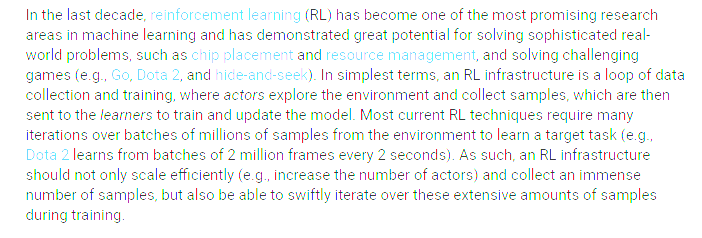 In the last decade, reinforcement learning (RL) has become one of the most promising research
areas in machine learning and has demonstrated great potential for solving sophisticated real-
world problems, such as chip placement and resource management, and solving challenging
games (e.g., Go, Dota 2, and hide-and-seek). In simplest terms, an RL infrastructure is a loop of data
collection and training, where actors explore the environment and collect samples, which are then
sent to the learners to train and update the model. Most current RL techniques require many
iterations over batches of millions of samples from the environment to learn a target task (e.g.,
Dota 2 learns from batches of 2 million frames every 2 seconds). As such, an RL infrastructure
should not only scale efficiently (e.g., increase the number of actors) and collect an immense
number of samples, but also be able to swiftly iterate over these extensive amounts of samples
during training.